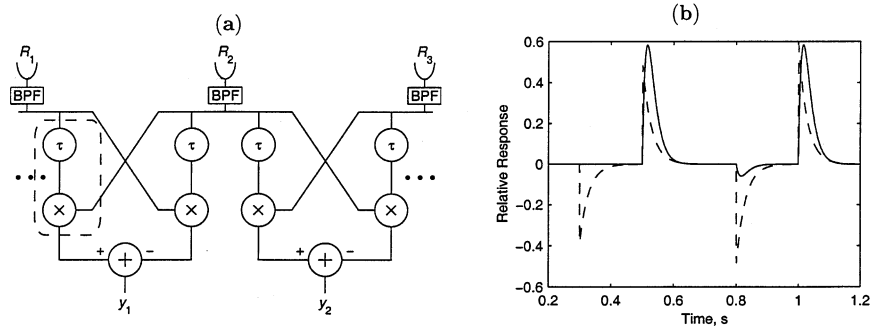 (a)
R1 R2 R3
BPF BPF BPF
τ τ τ τ
••• •••
× × × ×
+ + − + + −
y1 y2
(b)
Relative Response
0.6
0.4
0.2
0
-0.2
-0.4
-0.6
0.2 0.4 0.6 0.8 1 1.2
Time, s